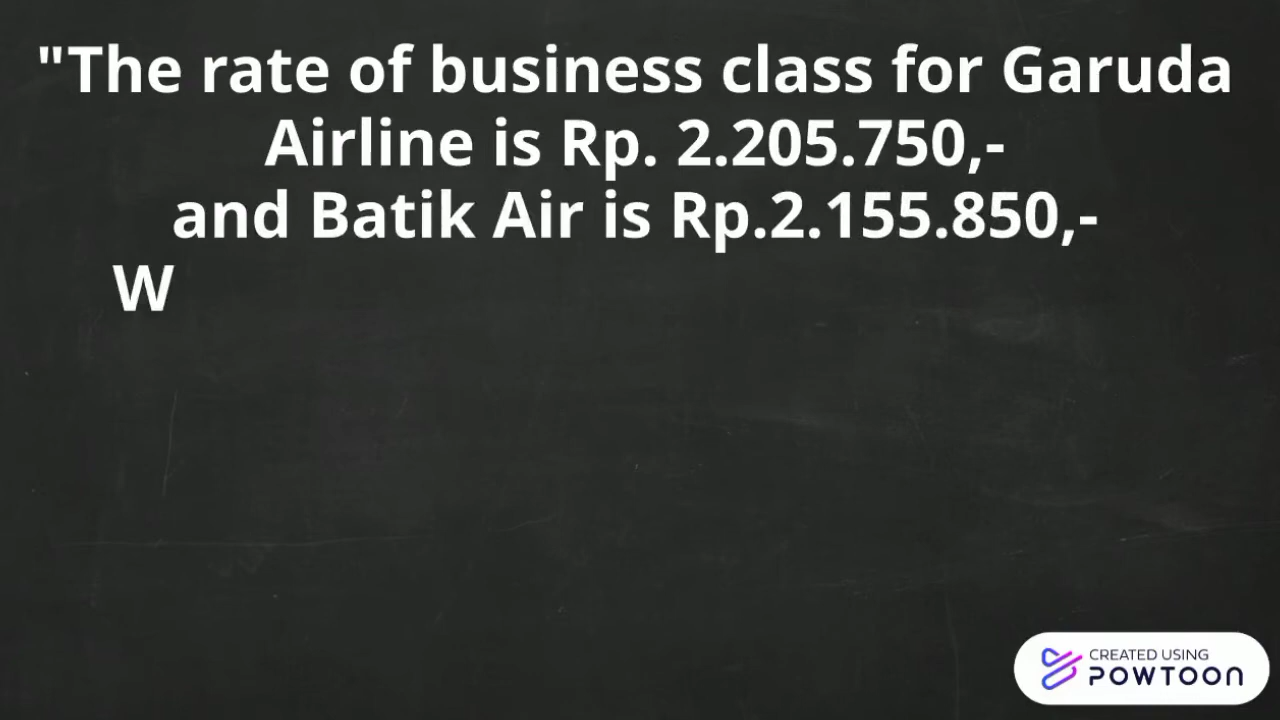 "The rate of business class for Garuda
Airline is Rp. 2.205.750,-
and Batik Air is Rp.2.155.850,-
W
CREATED USING
POWTOON